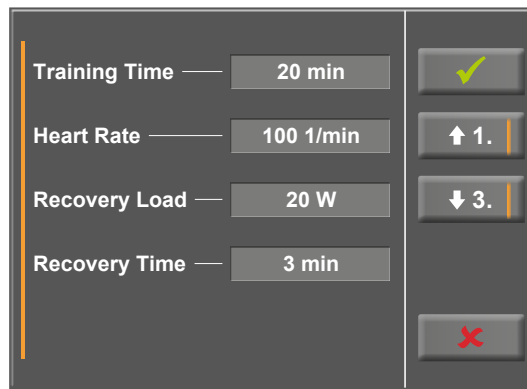 Training Time 20 min
Heart Rate 100 1/min
1.
Recovery Load 20 W
3.
Recovery Time 3 min